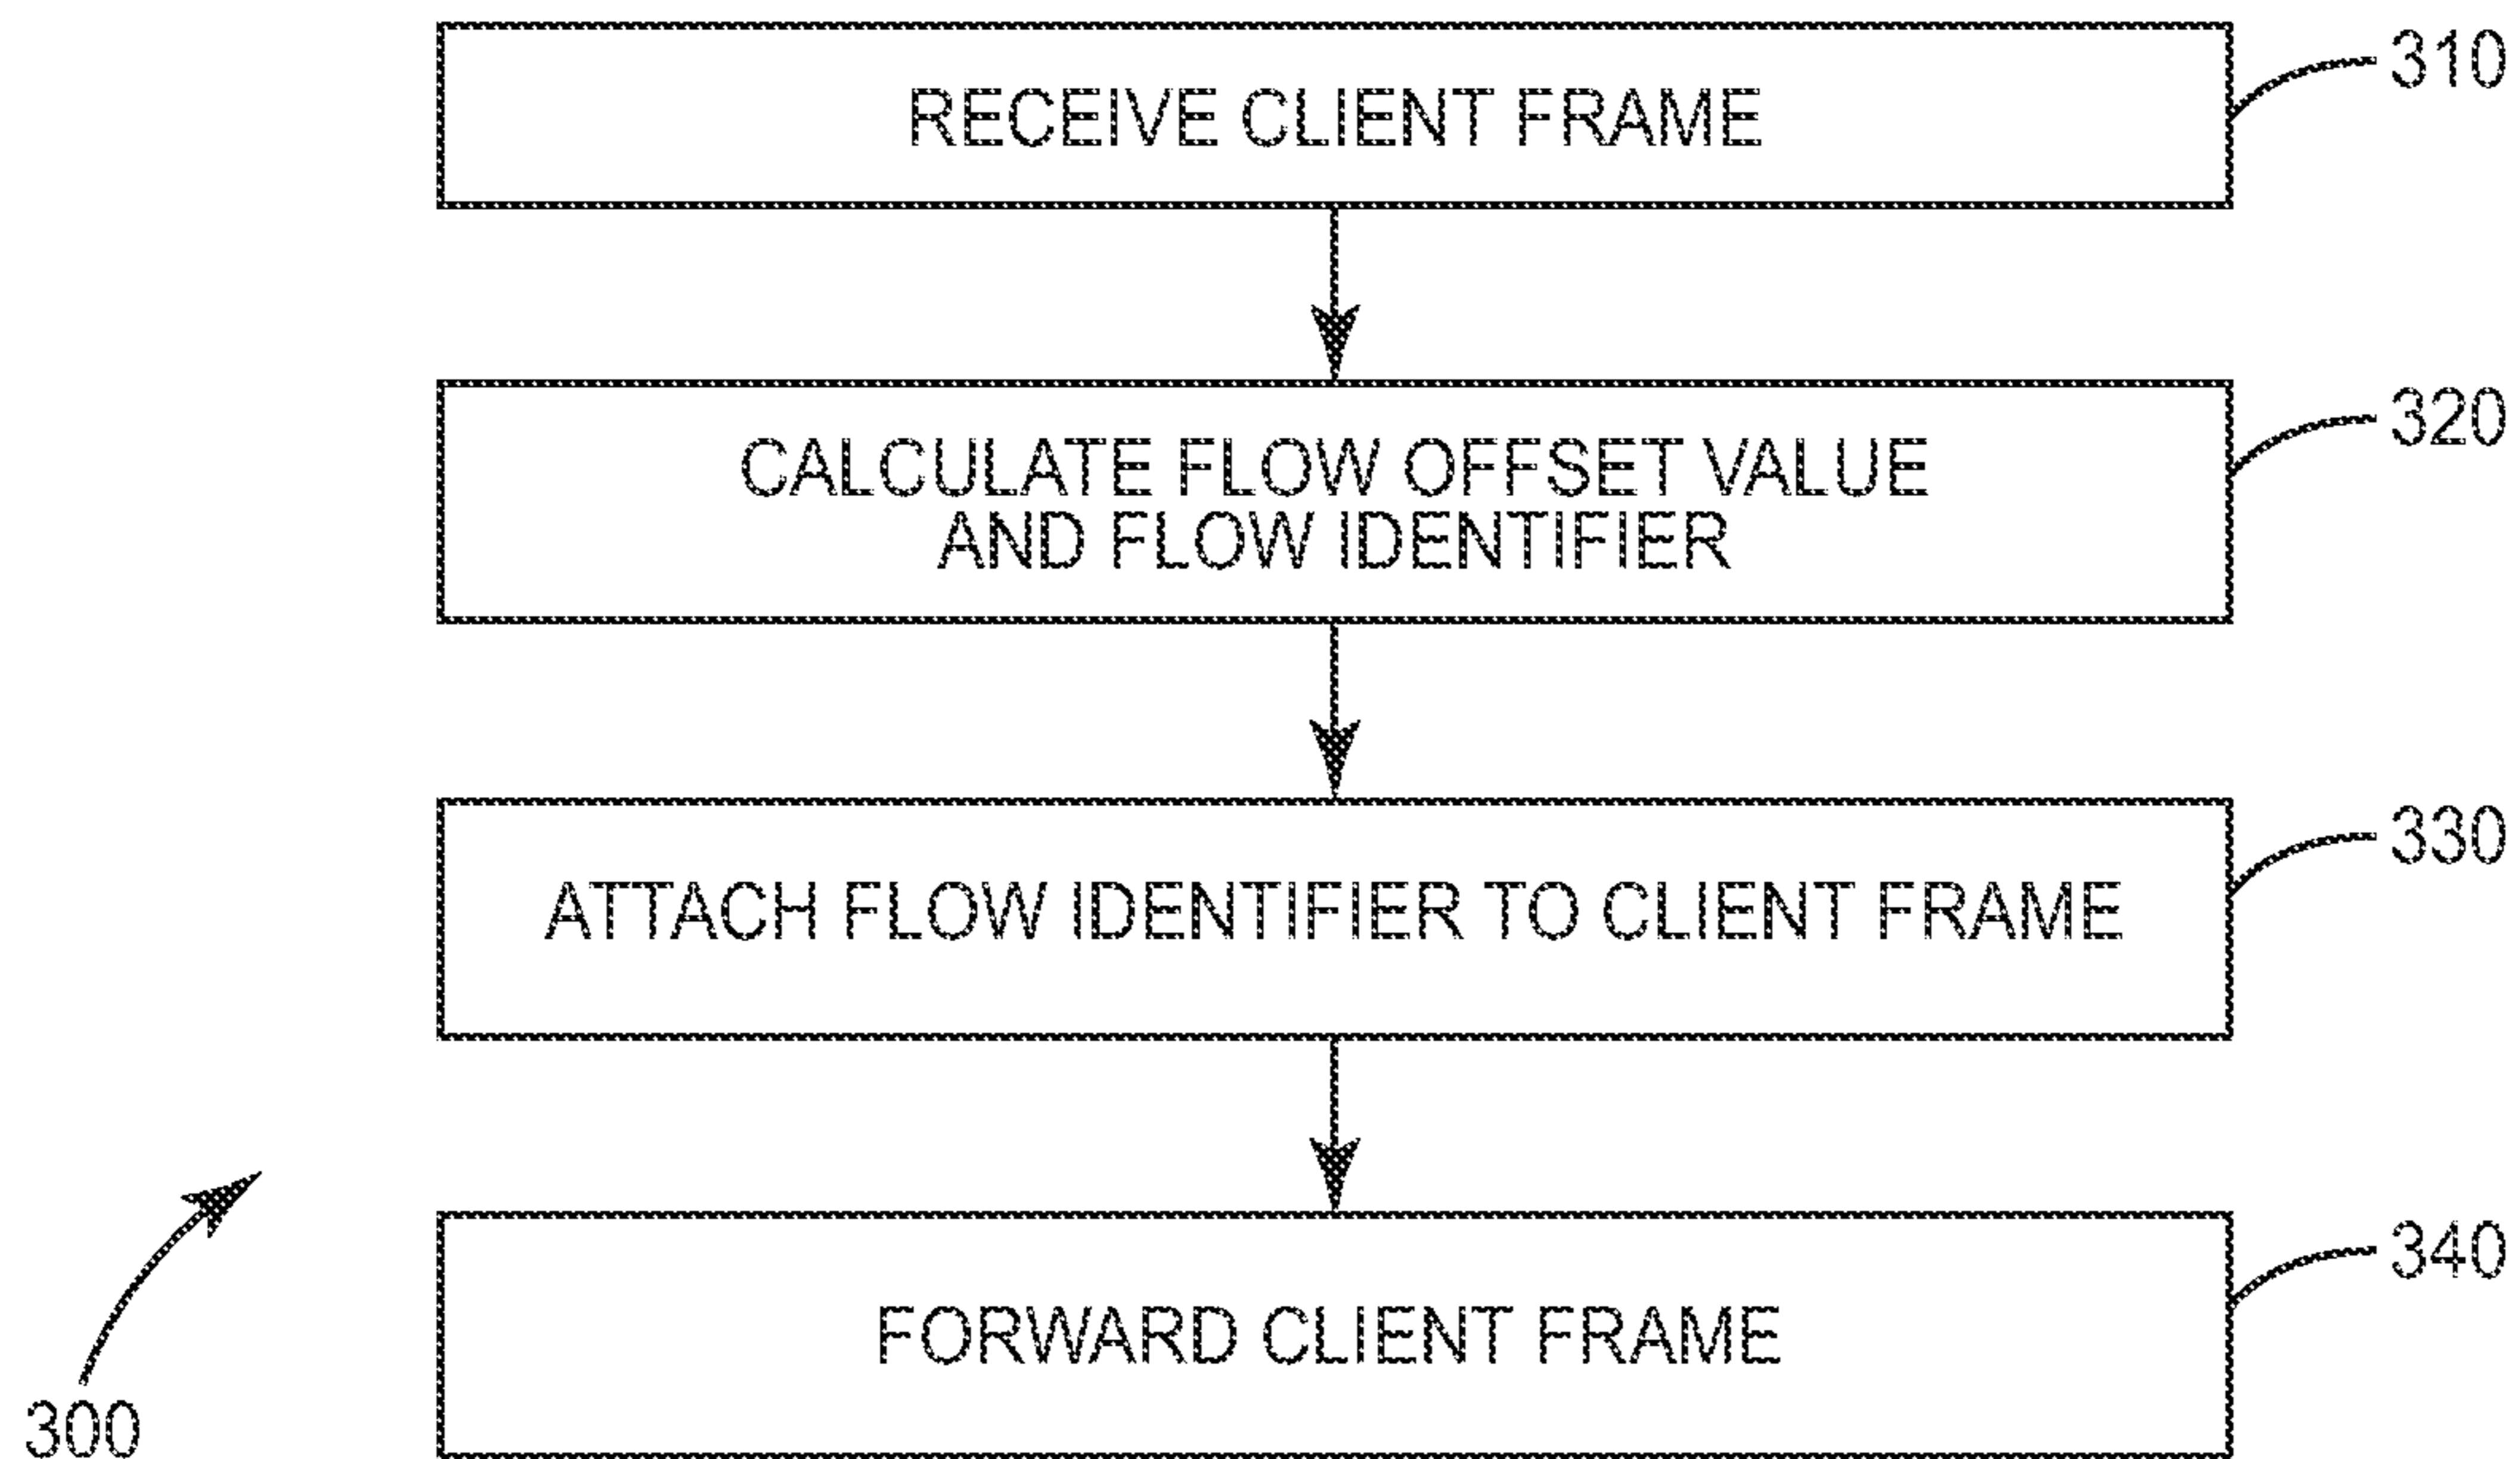 RECEIVE CLIENT FRAME
310
CALCULATE FLOW OFFSET VALUE
AND FLOW IDENTIFIER
320
ATTACH FLOW IDENTIFIER TO CLIENT FRAME
330
FORWARD CLIENT FRAME
340
300